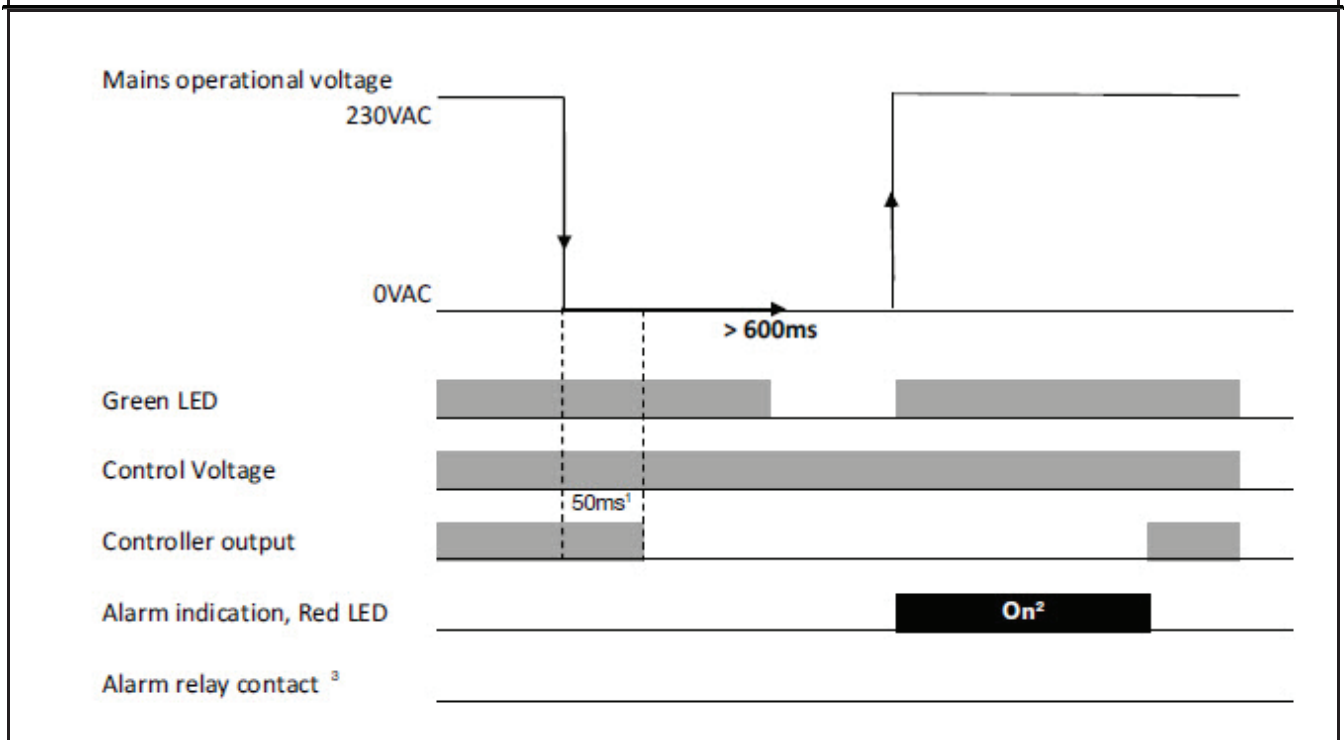 Mains operational voltage
230VAC
0VAC
> 600ms
Green LED
Control Voltage
50ms¹
Controller output
Alarm indication, Red LED
On²
Alarm relay contact ³